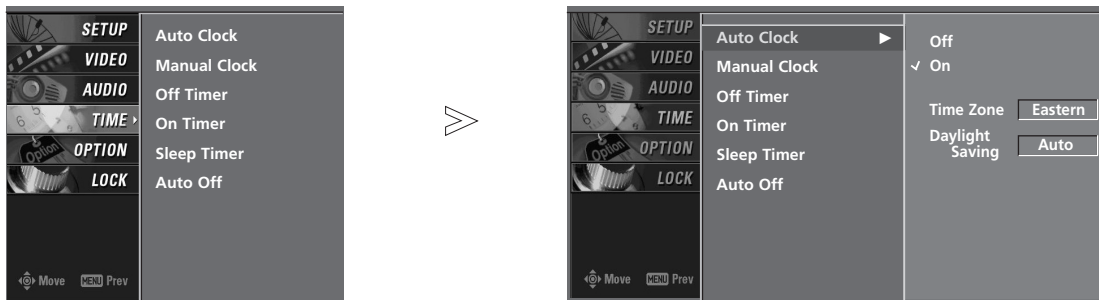 SETUP
VIDEO
AUDIO
TIME
OPTION
LOCK
Move MENU Prev
Auto Clock
Manual Clock
Off Timer
On Timer
Sleep Timer
Auto Off
SETUP
VIDEO
AUDIO
TIME
OPTION
LOCK
Move MENU Prev
Auto Clock
Manual Clock
Off Timer
On Timer
Sleep Timer
Auto Off
Off
On
Time Zone Eastern
Daylight
Saving Auto